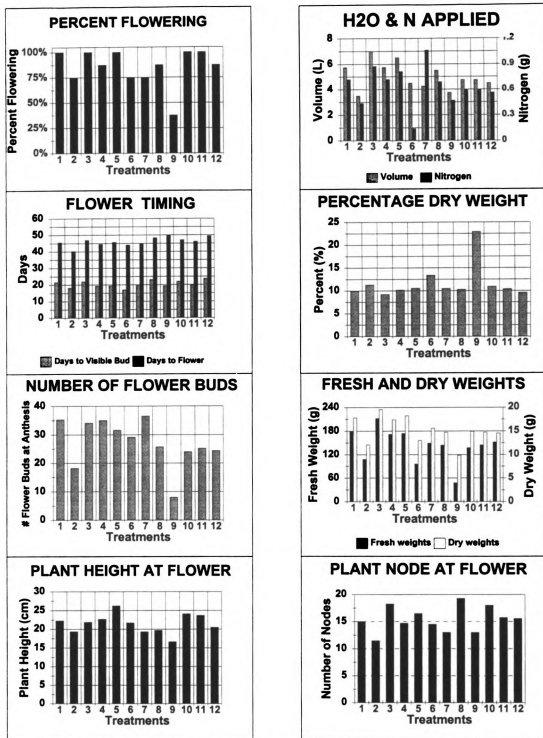 PERCENT FLOWERING
Percent Flowering
100%
75%
50%
25%
0%
1 2 3 4 5 6 7 8 9 10 11 12
Treatments
H2O & N APPLIED
Volume (L)
8
6
4
2
0
1.2
0.9
0.6
0.3
0
Nitrogen (g)
1 2 3 4 5 6 7 8 9 10 11 12
Treatments
Volume Nitrogen
FLOWER TIMING
Days
60
50
40
30
20
10
0
1 2 3 4 5 6 7 8 9 10 11 12
Treatments
Days to Visible Bud Days to Flower
PERCENTAGE DRY WEIGHT
Percent (%)
25
20
15
10
5
0
1 2 3 4 5 6 7 8 9 10 11 12
Treatments
NUMBER OF FLOWER BUDS
# Flower Buds at Anthesis
40
30
20
10
0
1 2 3 4 5 6 7 8 9 10 11 12
Treatments
FRESH AND DRY WEIGHTS
Fresh Weight (g)
240
180
120
60
0
20
15
10
5
0
Dry Weight (g)
1 2 3 4 5 6 7 8 9 10 11 12
Treatments
Fresh weights Dry weights
PLANT HEIGHT AT FLOWER
Plant Height (cm)
30
25
20
15
10
5
0
1 2 3 4 5 6 7 8 9 10 11 12
Treatments
PLANT NODE AT FLOWER
Number of Nodes
20
15
10
5
0
1 2 3 4 5 6 7 8 9 10 11 12
Treatments